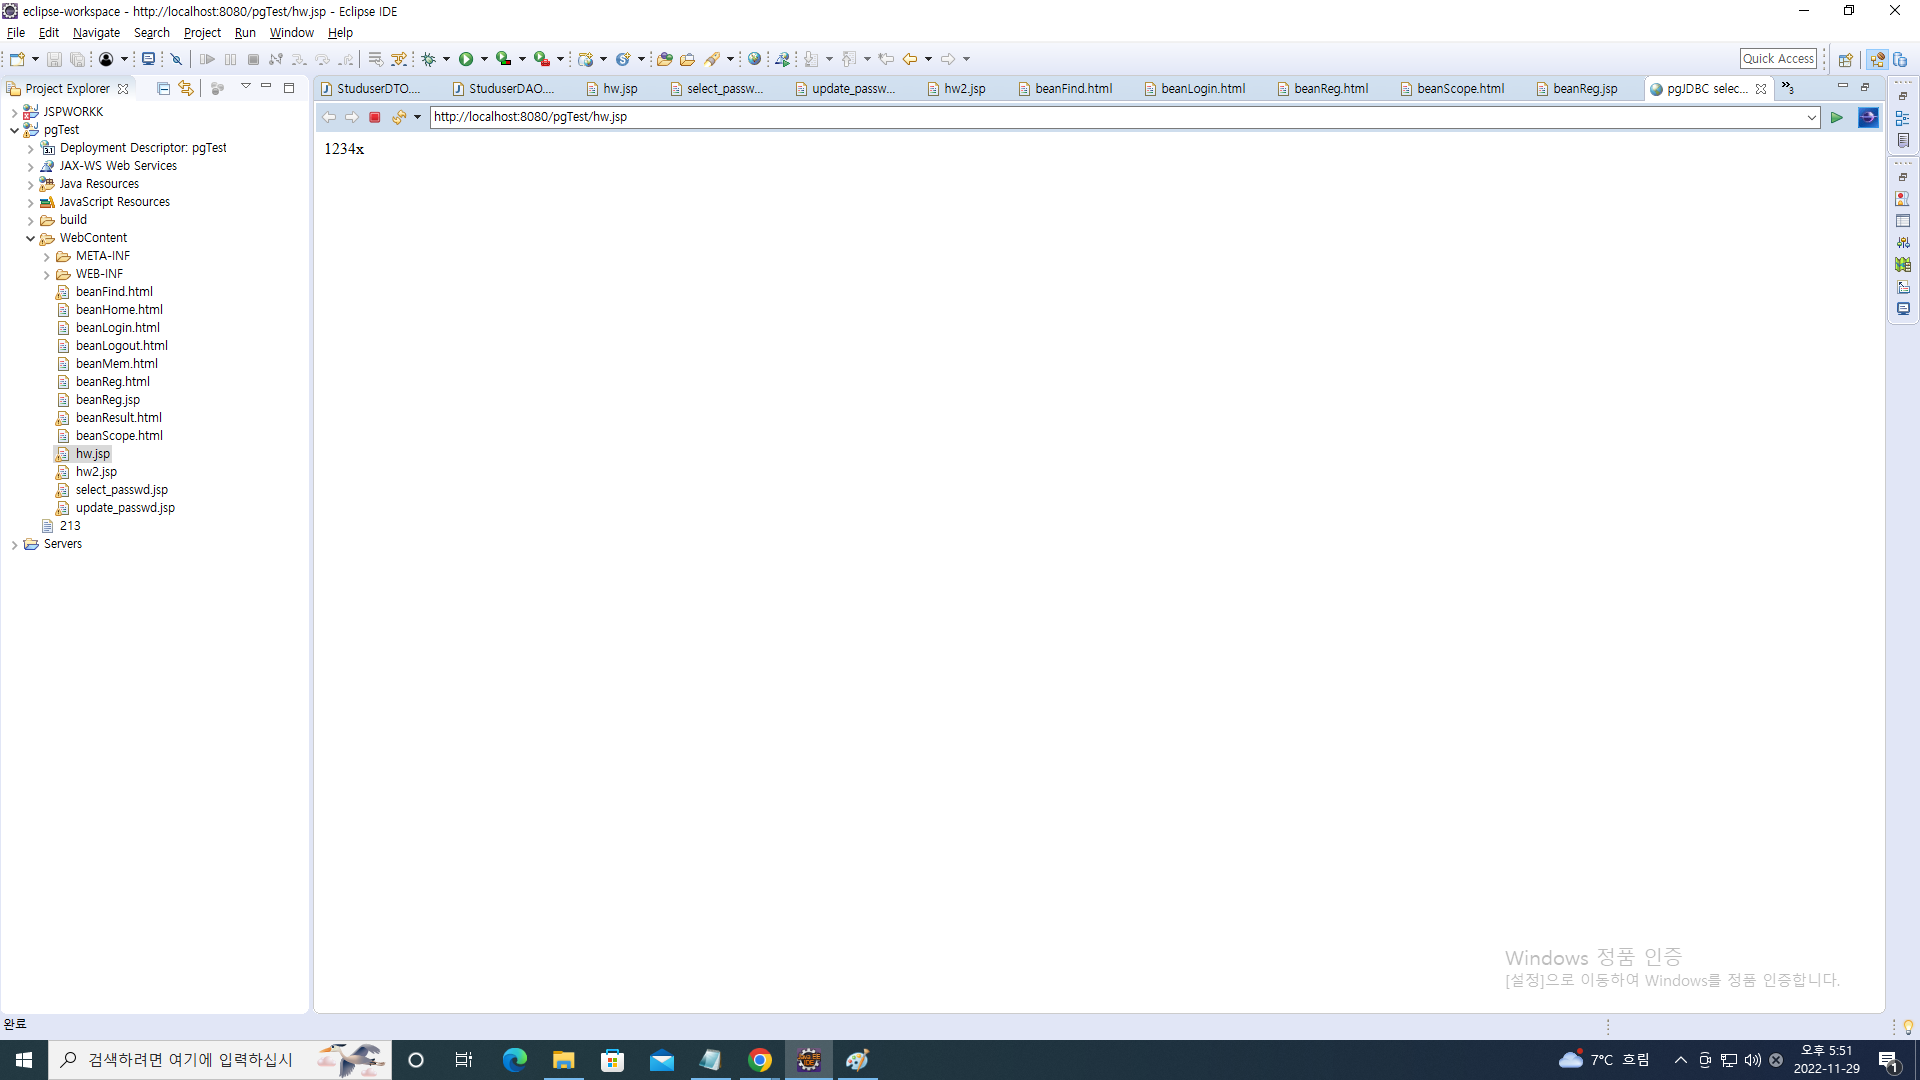 eclipse-workspace - http://localhost:8080/pgTest/hw.jsp - Eclipse IDE
File Edit Navigate Search Project Run Window Help
Quick Access
Project Explorer
StuduserDTO.... StuduserDAO.... hw.jsp select_passw... update_passw... hw2.jsp beanFind.html beanLogin.html beanReg.html beanScope.html beanReg.jsp pgJDBC selec... »3
http://localhost:8080/pgTest/hw.jsp
1234x
JSPWORKK
pgTest
Deployment Descriptor: pgTest
JAX-WS Web Services
Java Resources
JavaScript Resources
build
WebContent
META-INF
WEB-INF
beanFind.html
beanHome.html
beanLogin.html
beanLogout.html
beanMem.html
beanReg.html
beanReg.jsp
beanResult.html
beanScope.html
hw.jsp
hw2.jsp
select_passwd.jsp
update_passwd.jsp
213
Servers
Windows 정품 인증
[설정]으로 이동하여 Windows를 정품 인증합니다.
완료
검색하려면 여기에 입력하십시
7°C 흐림
오후 5:51
2022-11-29
1